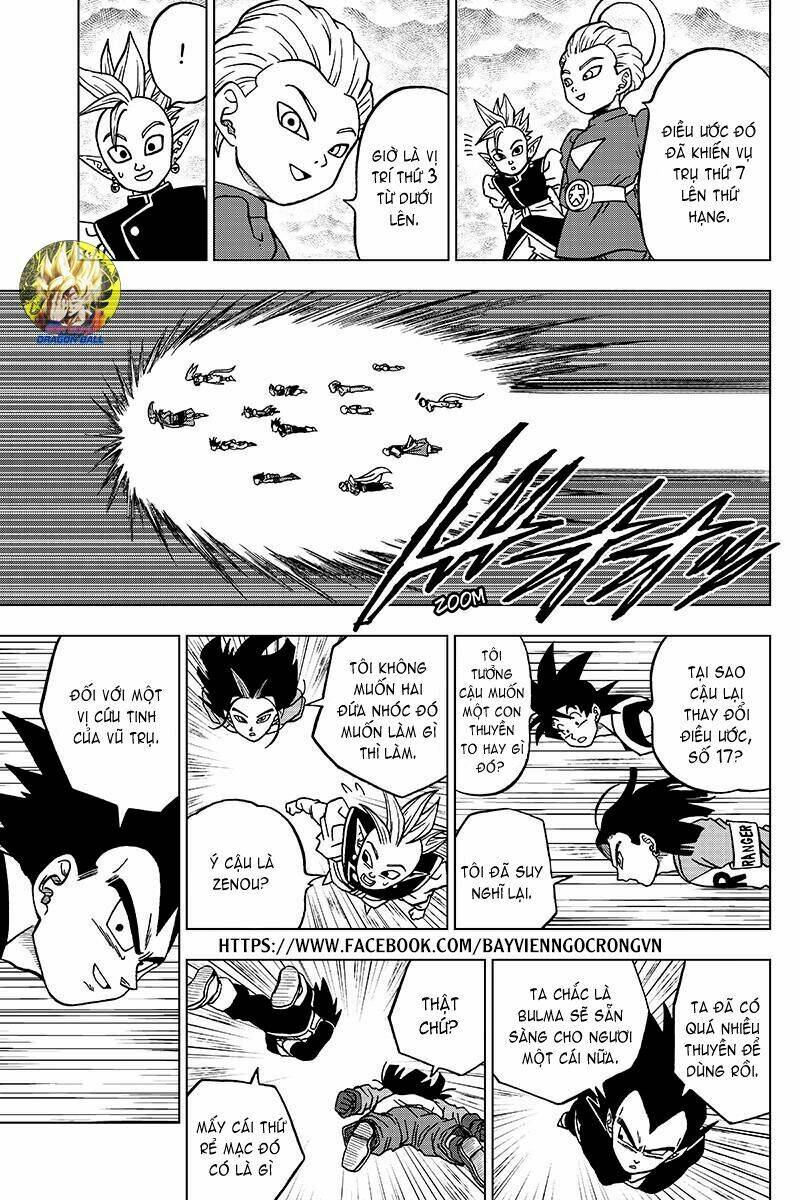 ĐIỀU ƯỚC ĐÓ
ĐÃ KHIẾN VỤ
TRỤ THỨ 7
LÊN THỨ
HẠNG.
GIỜ LÀ VỊ
TRÍ THỨ 3
TỪ DƯỚI
LÊN.
!
DRAGON BALL
ZOOM
TẠI SAO
CẬU LẠI
THAY ĐỔI
ĐIỀU ƯỚC,
SỐ 17?
TÔI
TƯỞNG
CẬU MUỐN
MỘT CON
THUYỀN
TO HAY GÌ
ĐÓ?
TÔI ĐÃ SUY
NGHĨ LẠI.
RANGER
R
TÔI KHÔNG
MUỐN HAI
ĐỨA NHÓC ĐÓ
MUỐN LÀM GÌ
THÌ LÀM.
Ý CẬU LÀ
ZENOU?
ĐỐI VỚI MỘT
VỊ CỨU TINH
CỦA VŨ TRỤ.
HTTPS://WWW.FACEBOOK.COM/BAYVIENNGOCRONGVN
TA ĐÃ CÓ
QUÁ NHIỀU
THUYỀN ĐỂ
DÙNG RỒI.
TA CHẮC LÀ
BULMA SẼ SẴN
SÀNG CHO NGƯƠI
MỘT CÁI NỮA.
THẬT
CHỨ?
MẤY CÁI THỨ
RẺ MẠC ĐÓ
CÓ LÀ GÌ